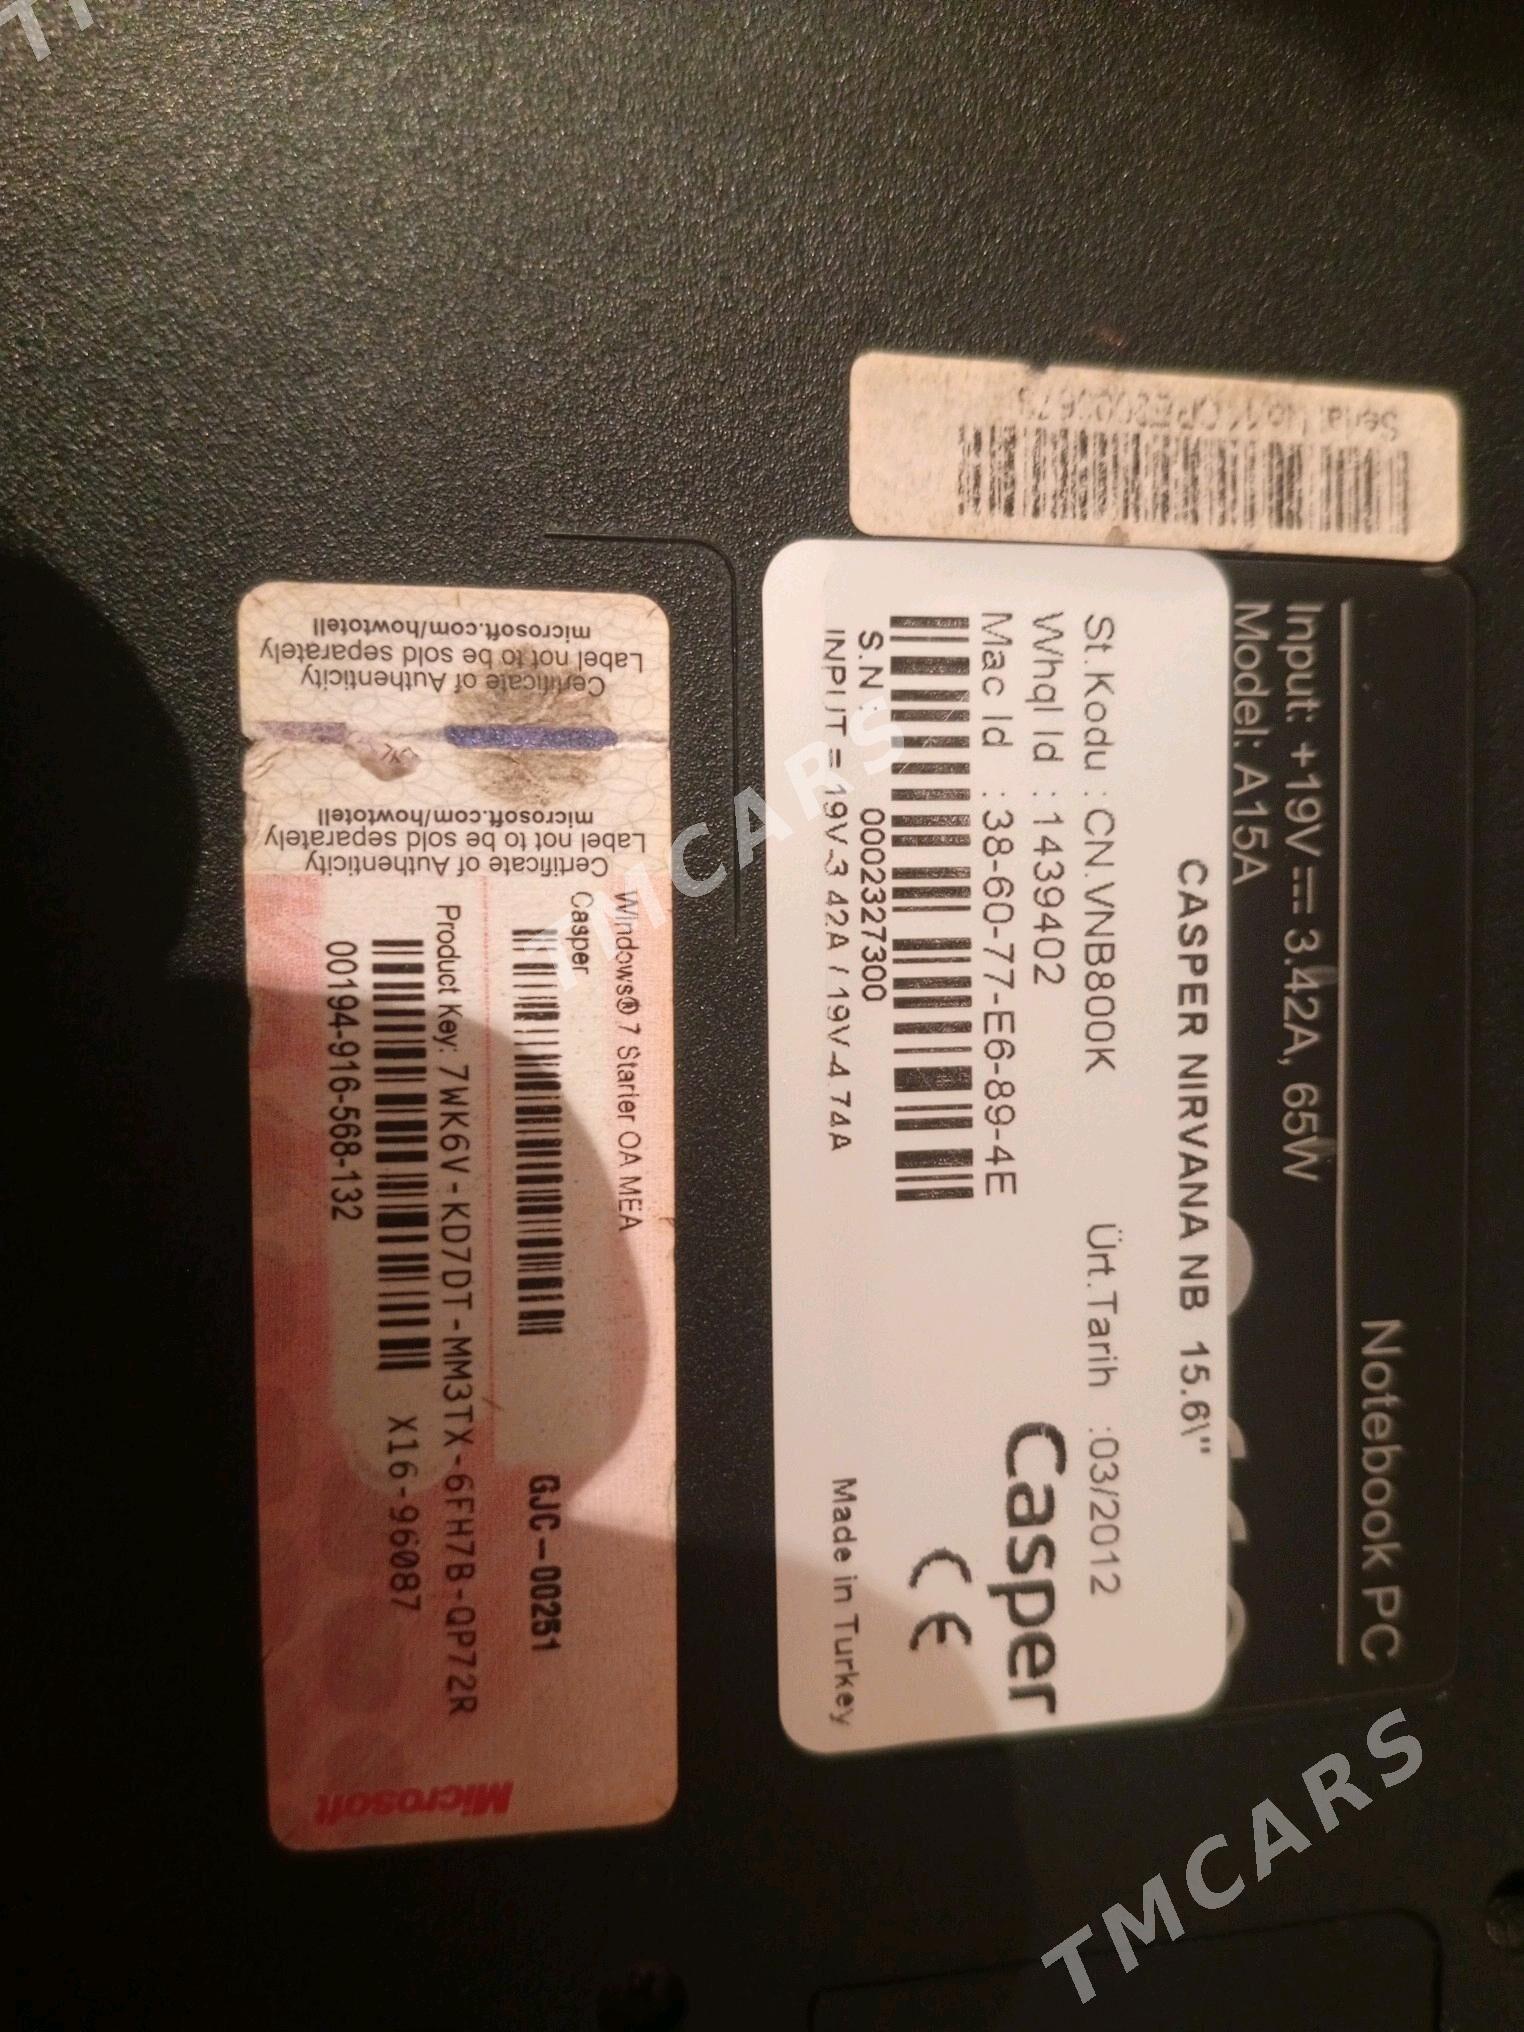 Notebook PC
Input: +19V⎓ 3.42A, 65W
Model: A15A
CASPER NIRVANA NB 15.6\"
St.Kodu : CN.VNB800K Ürt.Tarih :03/2012
Whql Id : 1439402
Mac Id : 38-60-77-E6-89-4E
Casper
S.N : 0002327300
CE
INPUT = 19V-3.42A / 19V-4.74A Made in Turkey
Certificate of Authenticity
Label not to be sold separately
microsoft.com/howtotell
Certificate of Authenticity
Label not to be sold separately
microsoft.com/howtotell
Windows® 7 Starter OA MEA
Casper
GJC-00251
Product Key: 7WK6V-KD7DT-MM3TX-6FH7B-QP72R
X16-96087
00194-916-568-132
Microsoft
TMCARS
TMCARS